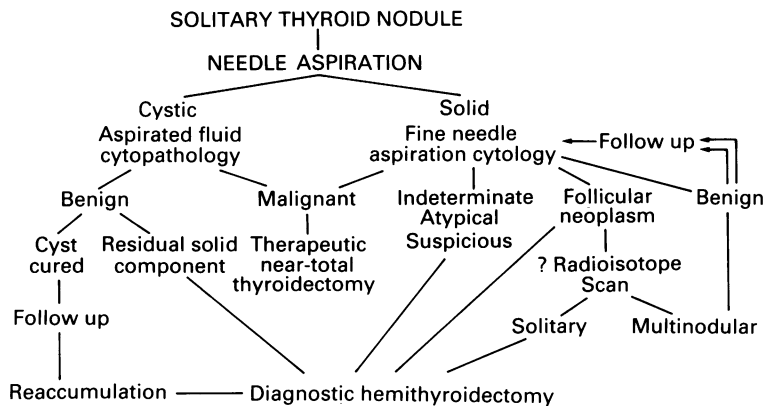 SOLITARY THYROID NODULE
NEEDLE ASPIRATION
Cystic
Aspirated fluid
cytopathology
Solid
Fine needle
aspiration cytology
Follow up
Benign
Malignant
Indeterminate
Atypical
Suspicious
Follicular
neoplasm
Benign
Cyst
cured
Residual solid
component
Therapeutic
near-total
thyroidectomy
? Radioisotope
Scan
Follow up
Solitary
Multinodular
Reaccumulation
Diagnostic hemithyroidectomy